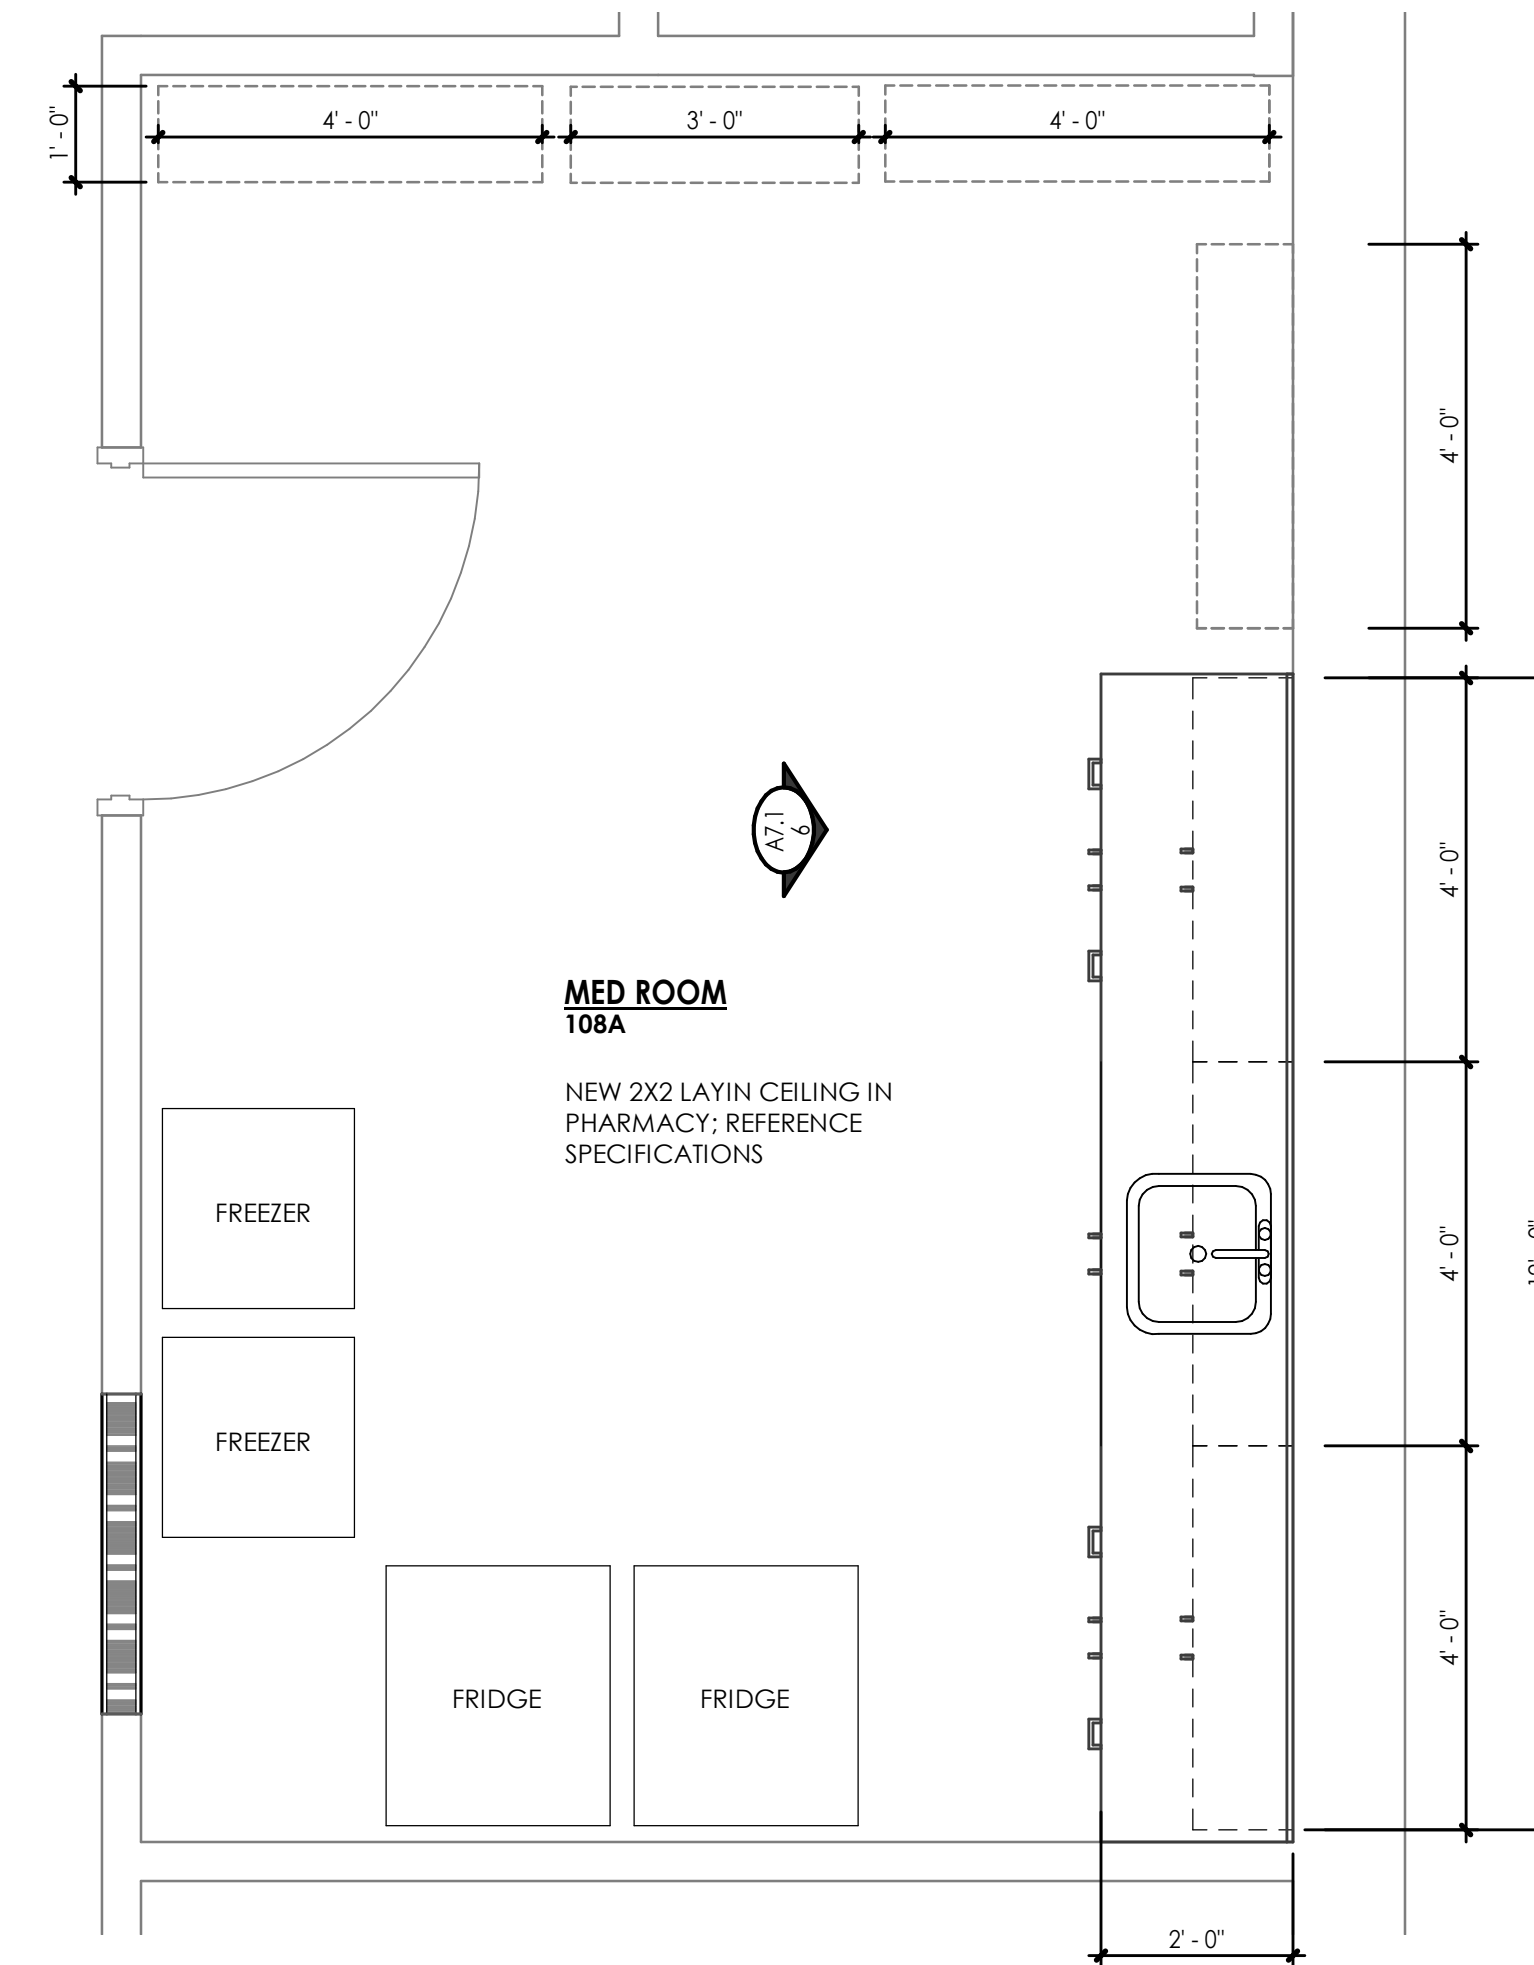 4' - 0"
3' - 0"
4' - 0"
1' - 0"
4' - 0"
A7.1
6
4' - 0"
MED ROOM
108A
NEW 2X2 LAYIN CEILING IN
PHARMACY; REFERENCE
SPECIFICATIONS
FREEZER
4' - 0"
FREEZER
4' - 0"
FRIDGE
FRIDGE
2' - 0"